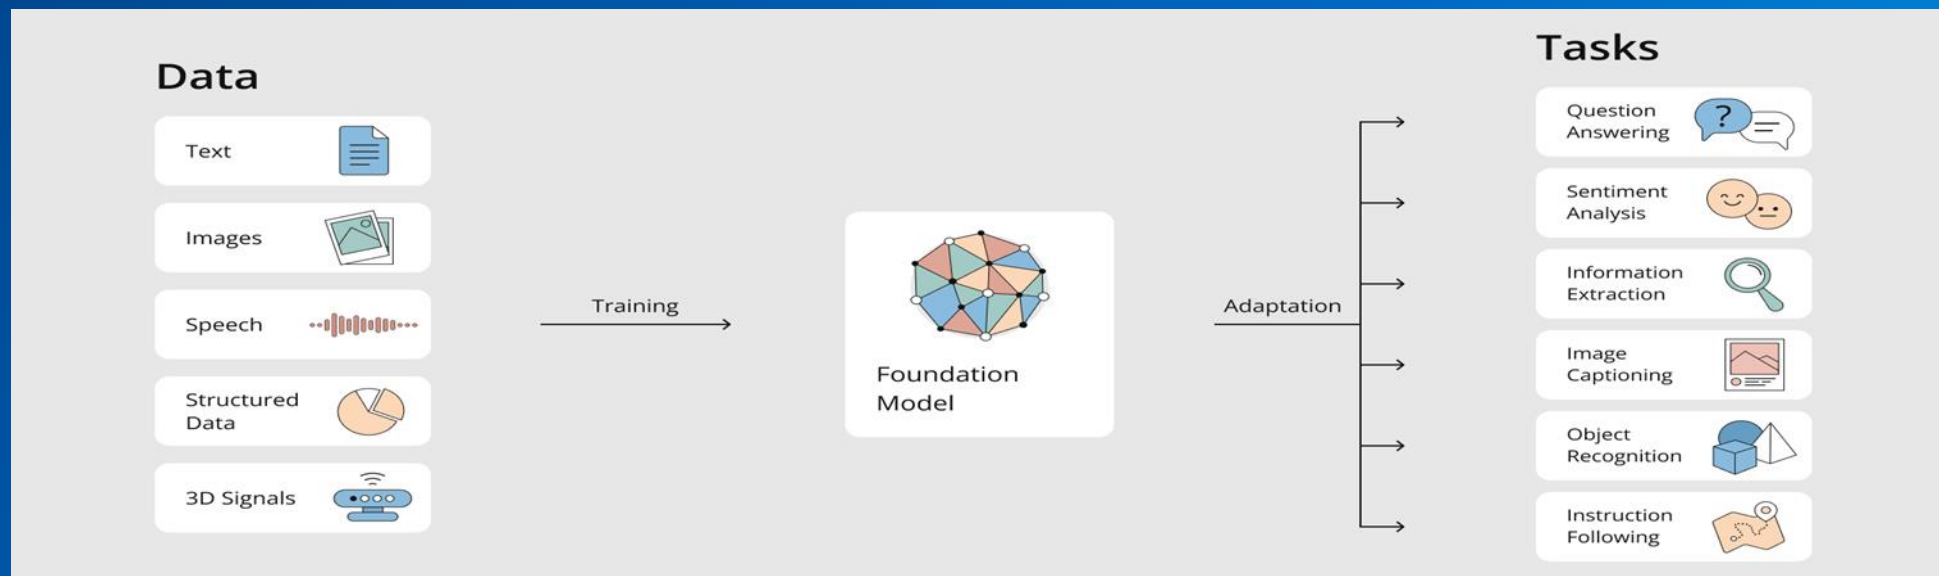 Data
Text
Images
Speech
Structured
Data
3D Signals
Training
Foundation
Model
Adaptation
Tasks
Question
Answering
?
Sentiment
Analysis
Information
Extraction
Image
Captioning
Object
Recognition
Instruction
Following